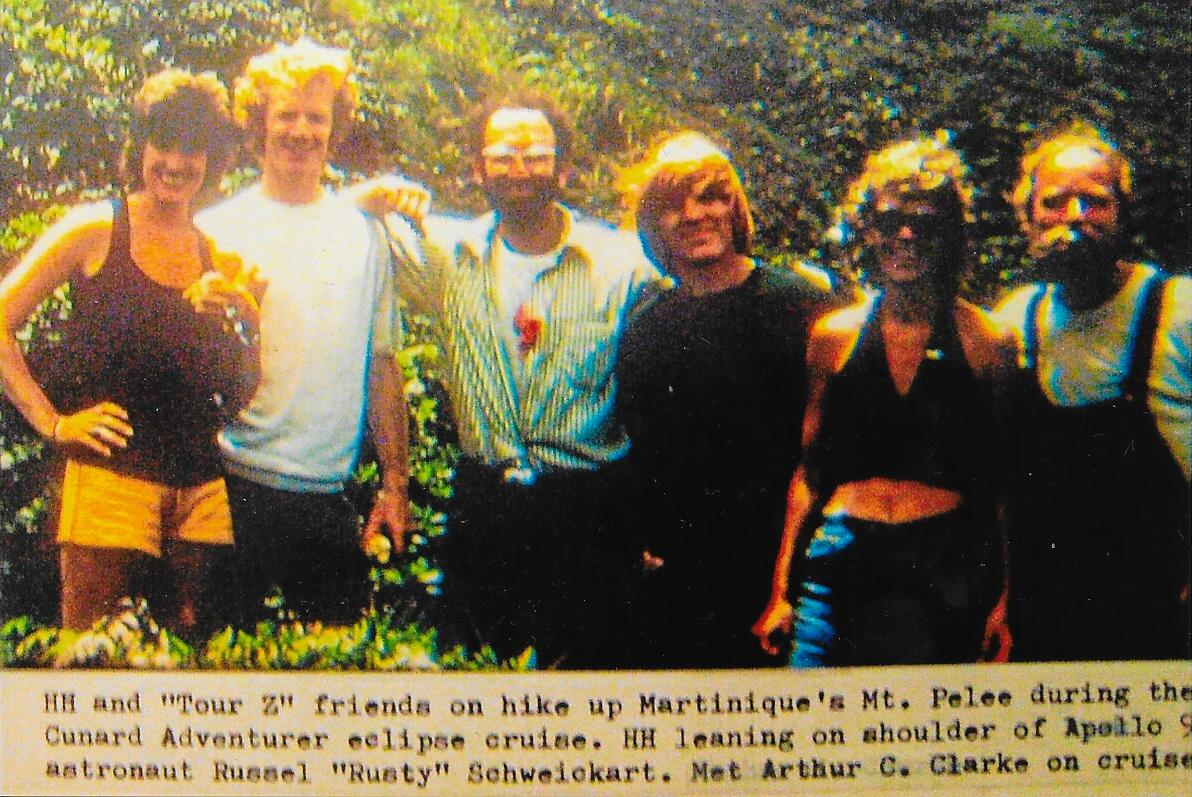 HH and "Tour Z" friends on hike up Martinique's Mt. Pelee during the
Cunard Adventurer eclipse cruise. HH leaning on shoulder of Apollo 9
astronaut Russel "Rusty" Schweickart. Met Arthur C. Clarke on cruise